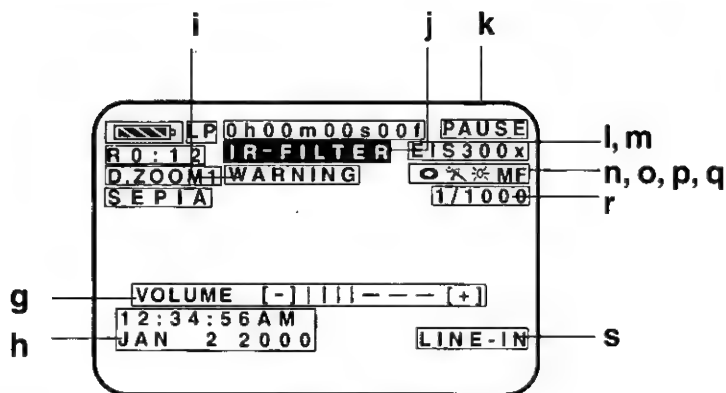 i j k
LP 0h00m00s00f PAUSE
R0:12 IR-FILTER EIS300x l, m
D.ZOOM WARNING MF n, o, p, q
SEPIA 1/1000 r
g VOLUME [-]||||---[+]
12:34:56AM
h JAN 2 2000 LINE-IN s